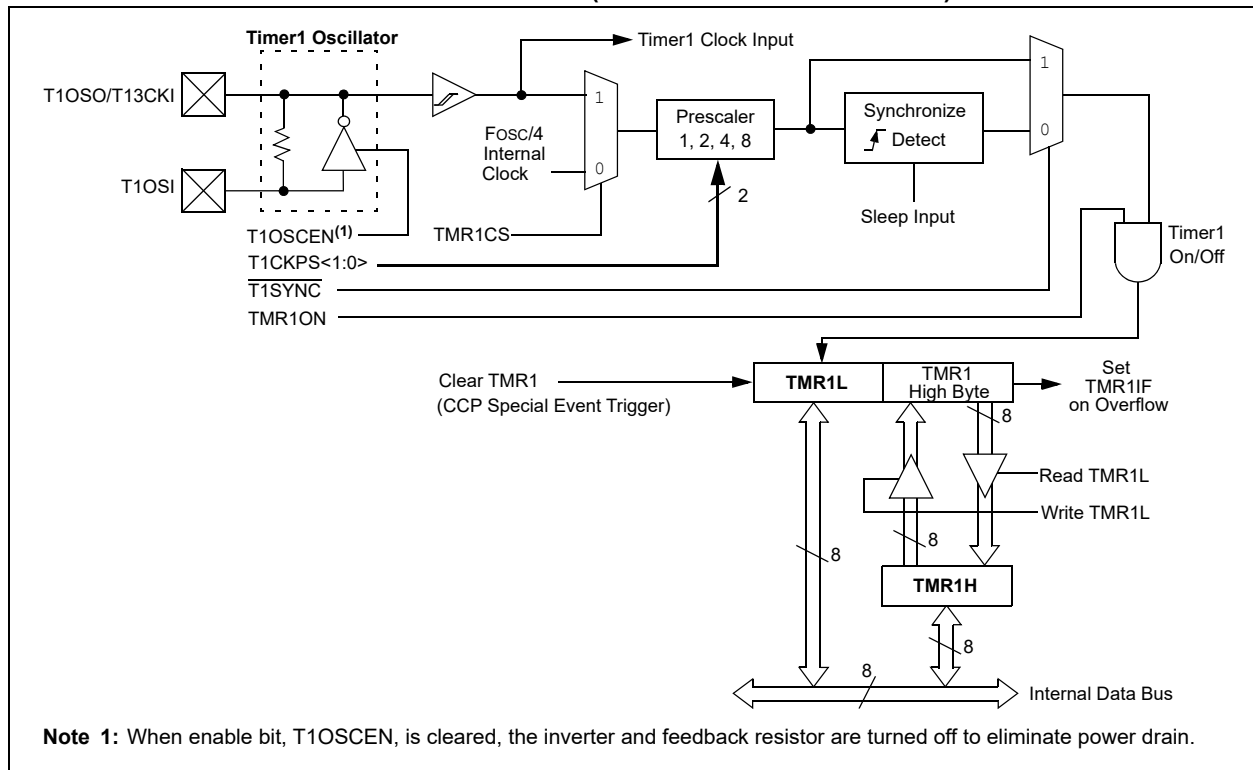 Timer1 Oscillator
Timer1 Clock Input
T1OSO/T13CKI
T1OSI
1
0
FOSC/4
Internal
Clock
Prescaler
1, 2, 4, 8
2
Synchronize
Detect
Sleep Input
1
0
T1OSCEN(1)
TMR1CS
T1CKPS<1:0>
T1SYNC
TMR1ON
Timer1
On/Off
Clear TMR1
(CCP Special Event Trigger)
TMR1L
TMR1
High Byte
Set
TMR1IF
on Overflow
8
Read TMR1L
Write TMR1L
8
8
TMR1H
8
8
Internal Data Bus
Note 1: When enable bit, T1OSCEN, is cleared, the inverter and feedback resistor are turned off to eliminate power drain.